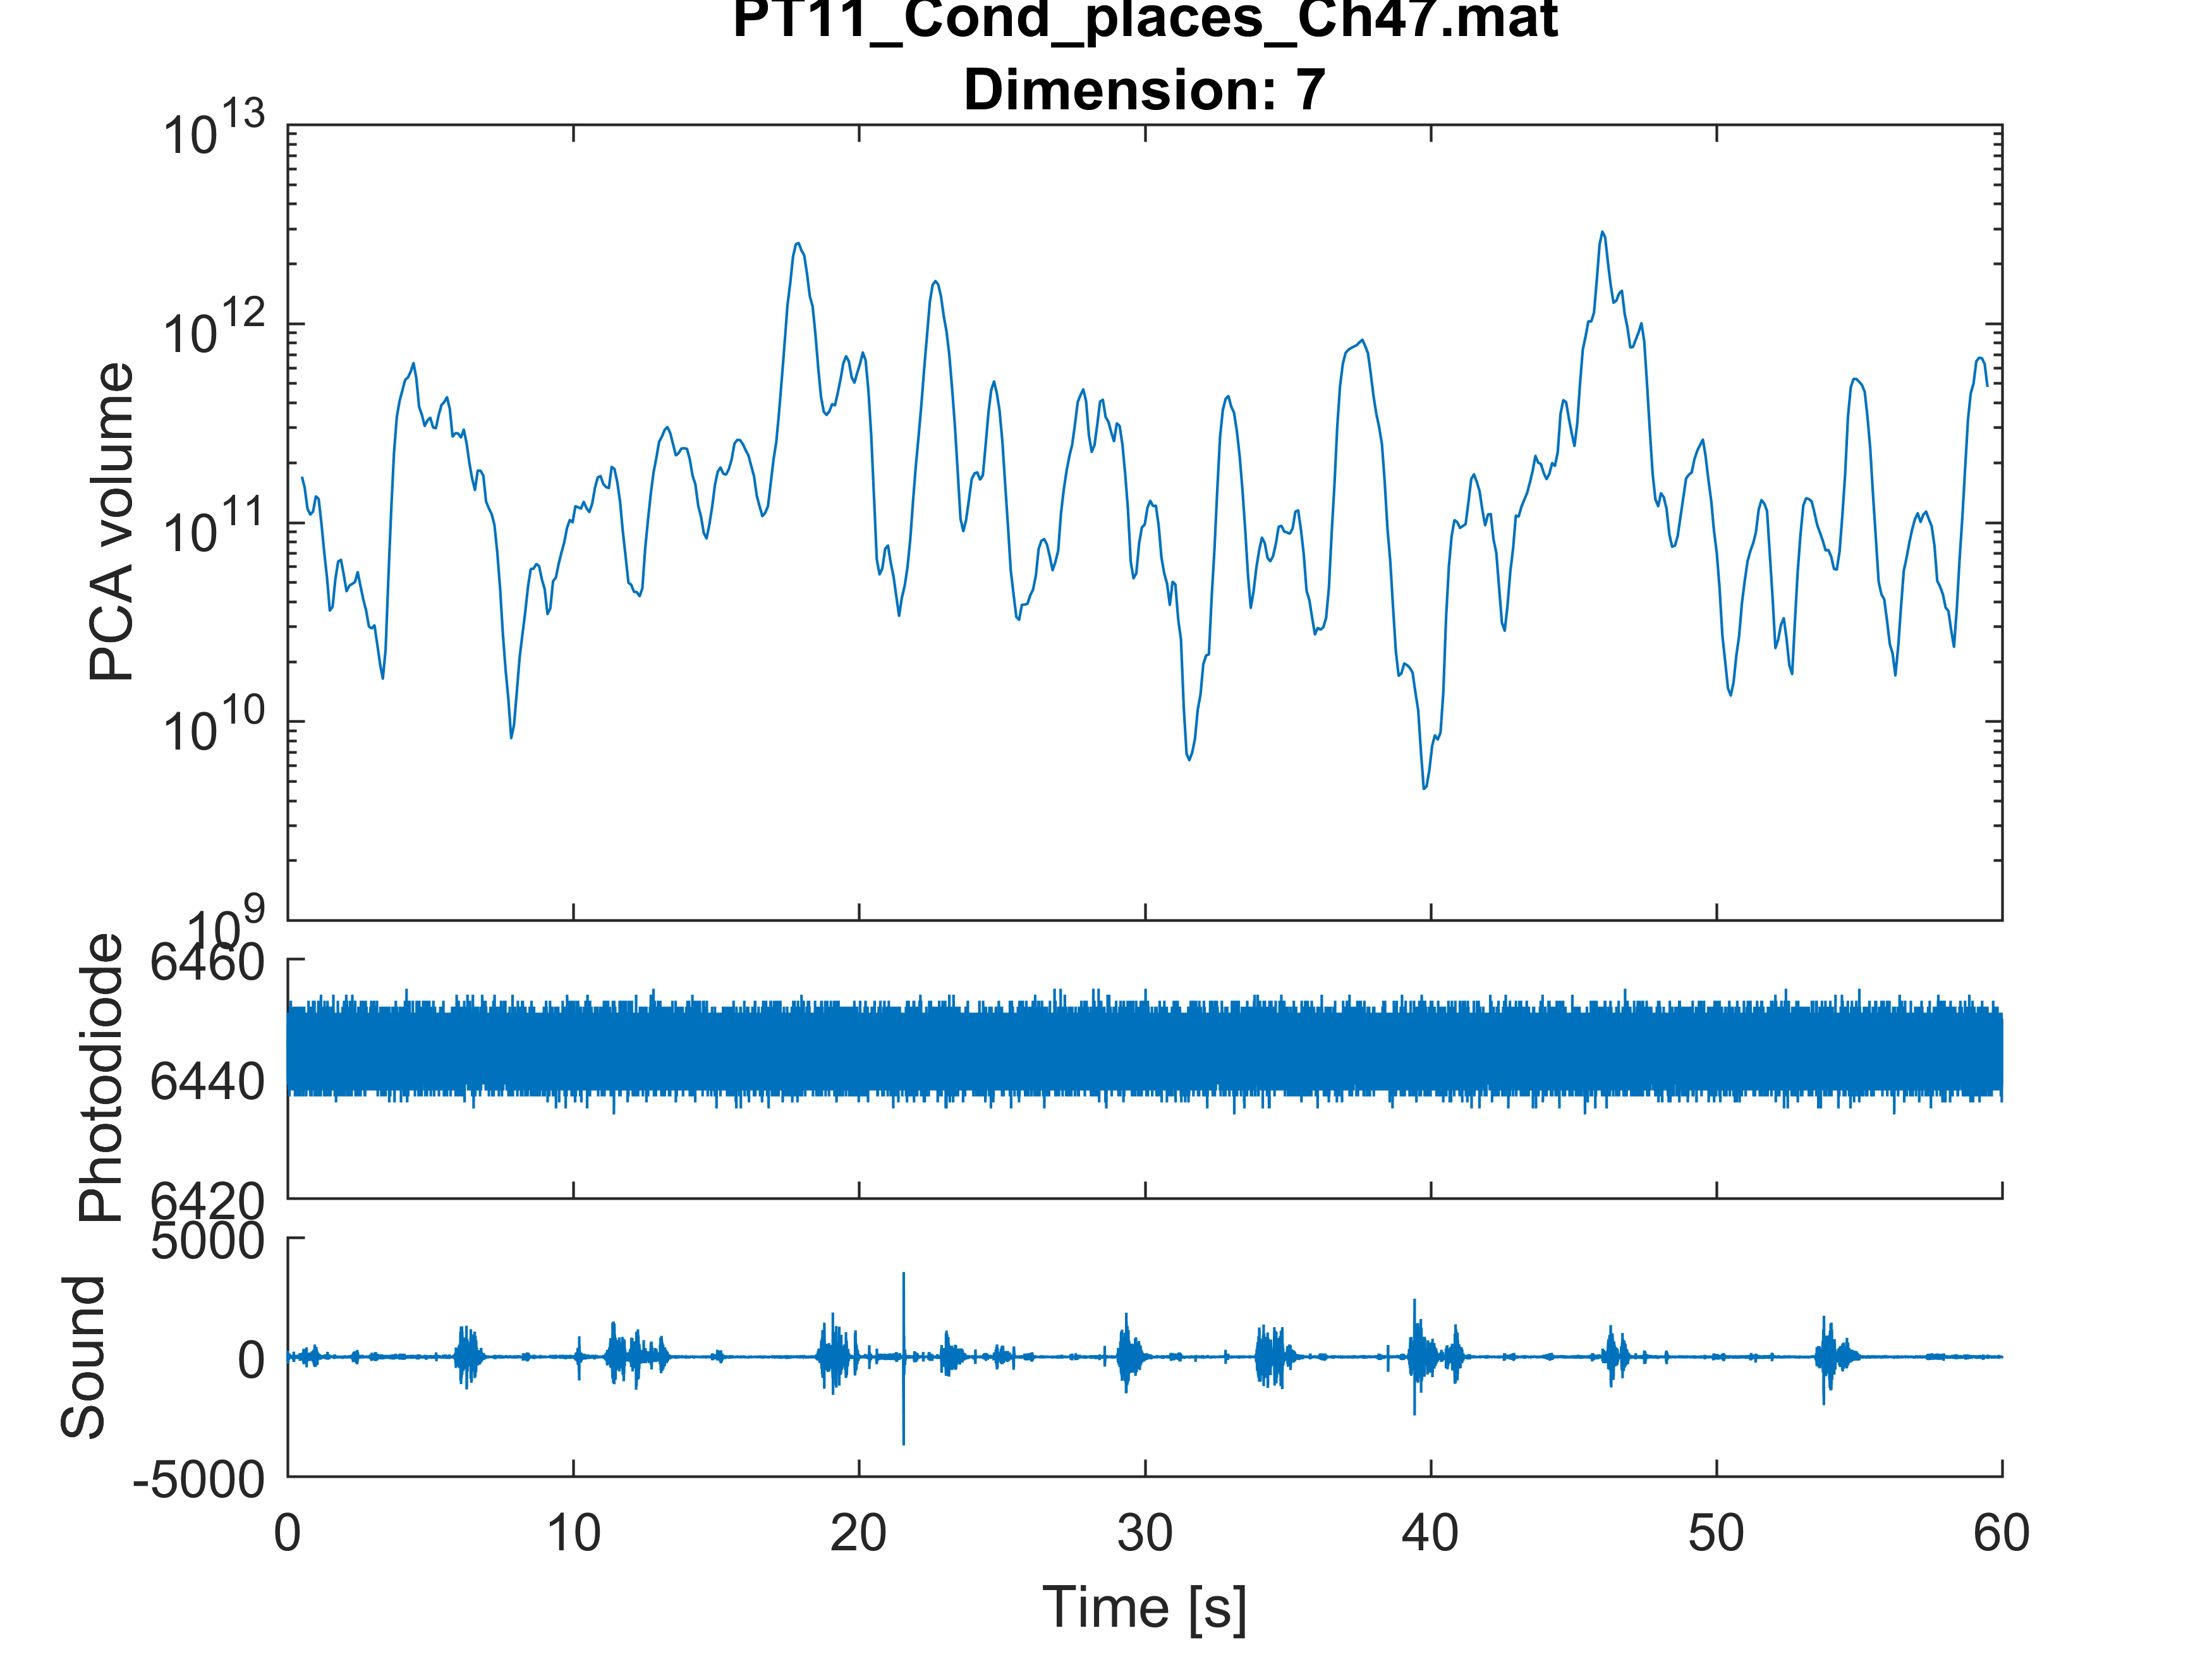 PT11_Cond_places_Ch47.mat
Dimension: 7
10^13
10^12
10^11
10^10
10^9
PCA volume
6460
6440
6420
Photodiode
5000
0
-5000
Sound
0 10 20 30 40 50 60
Time [s]